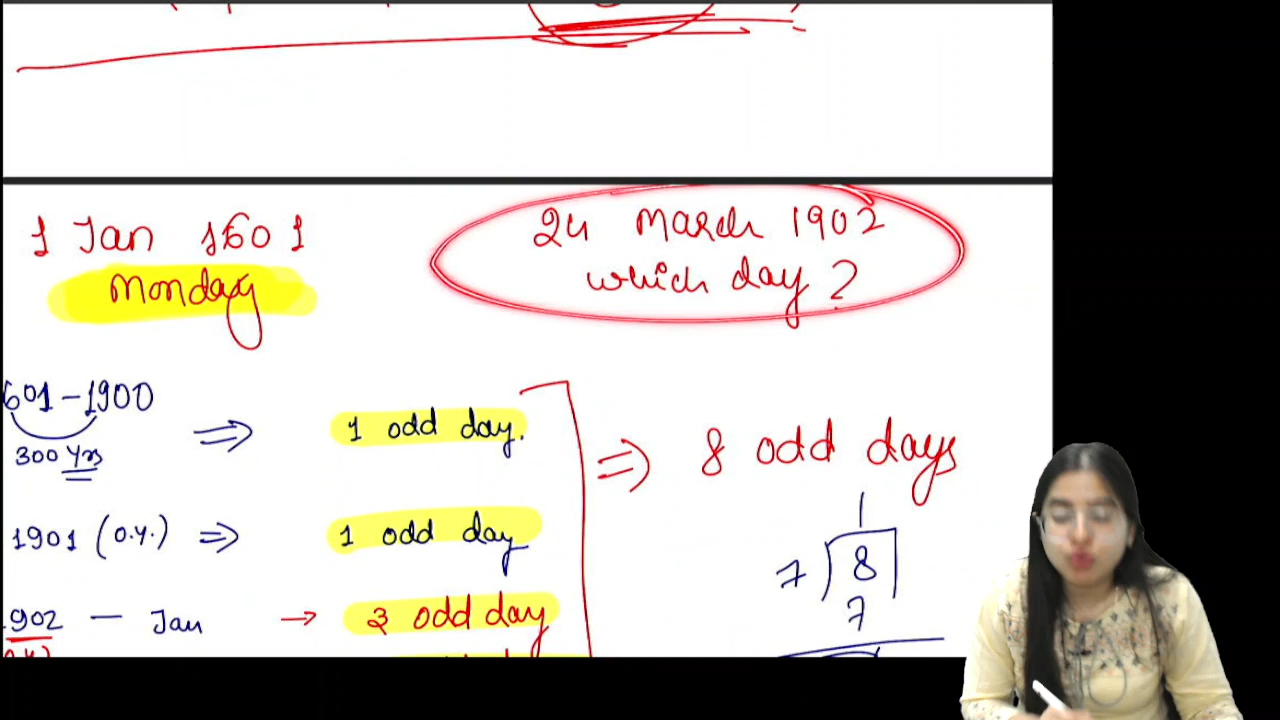 1 Jan 1601
Monday
24 March 1902
which day ?
601 - 1900
300 Yrs
⇒ 1 odd day.
1901 (O.Y.) ⇒ 1 odd day
902 - Jan → 3 odd day
⇒ 8 odd days
1
7 ) 8
7